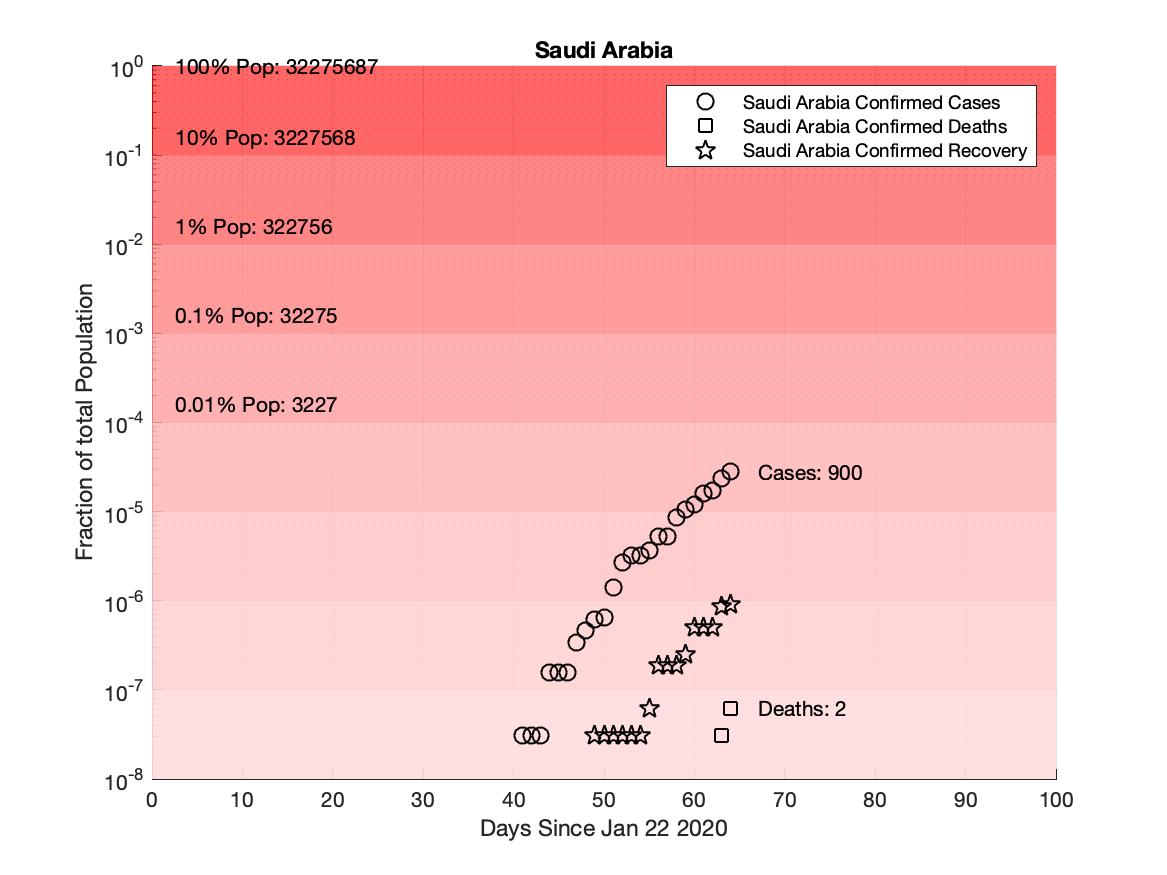 Saudi Arabia
10^0
100% Pop: 32275687
Saudi Arabia Confirmed Cases
Saudi Arabia Confirmed Deaths
Saudi Arabia Confirmed Recovery
10% Pop: 3227568
10^-1
1% Pop: 322756
10^-2
0.1% Pop: 32275
10^-3
0.01% Pop: 3227
10^-4
Cases: 900
10^-5
10^-6
10^-7
Deaths: 2
10^-8
Fraction of total Population
0 10 20 30 40 50 60 70 80 90 100
Days Since Jan 22 2020